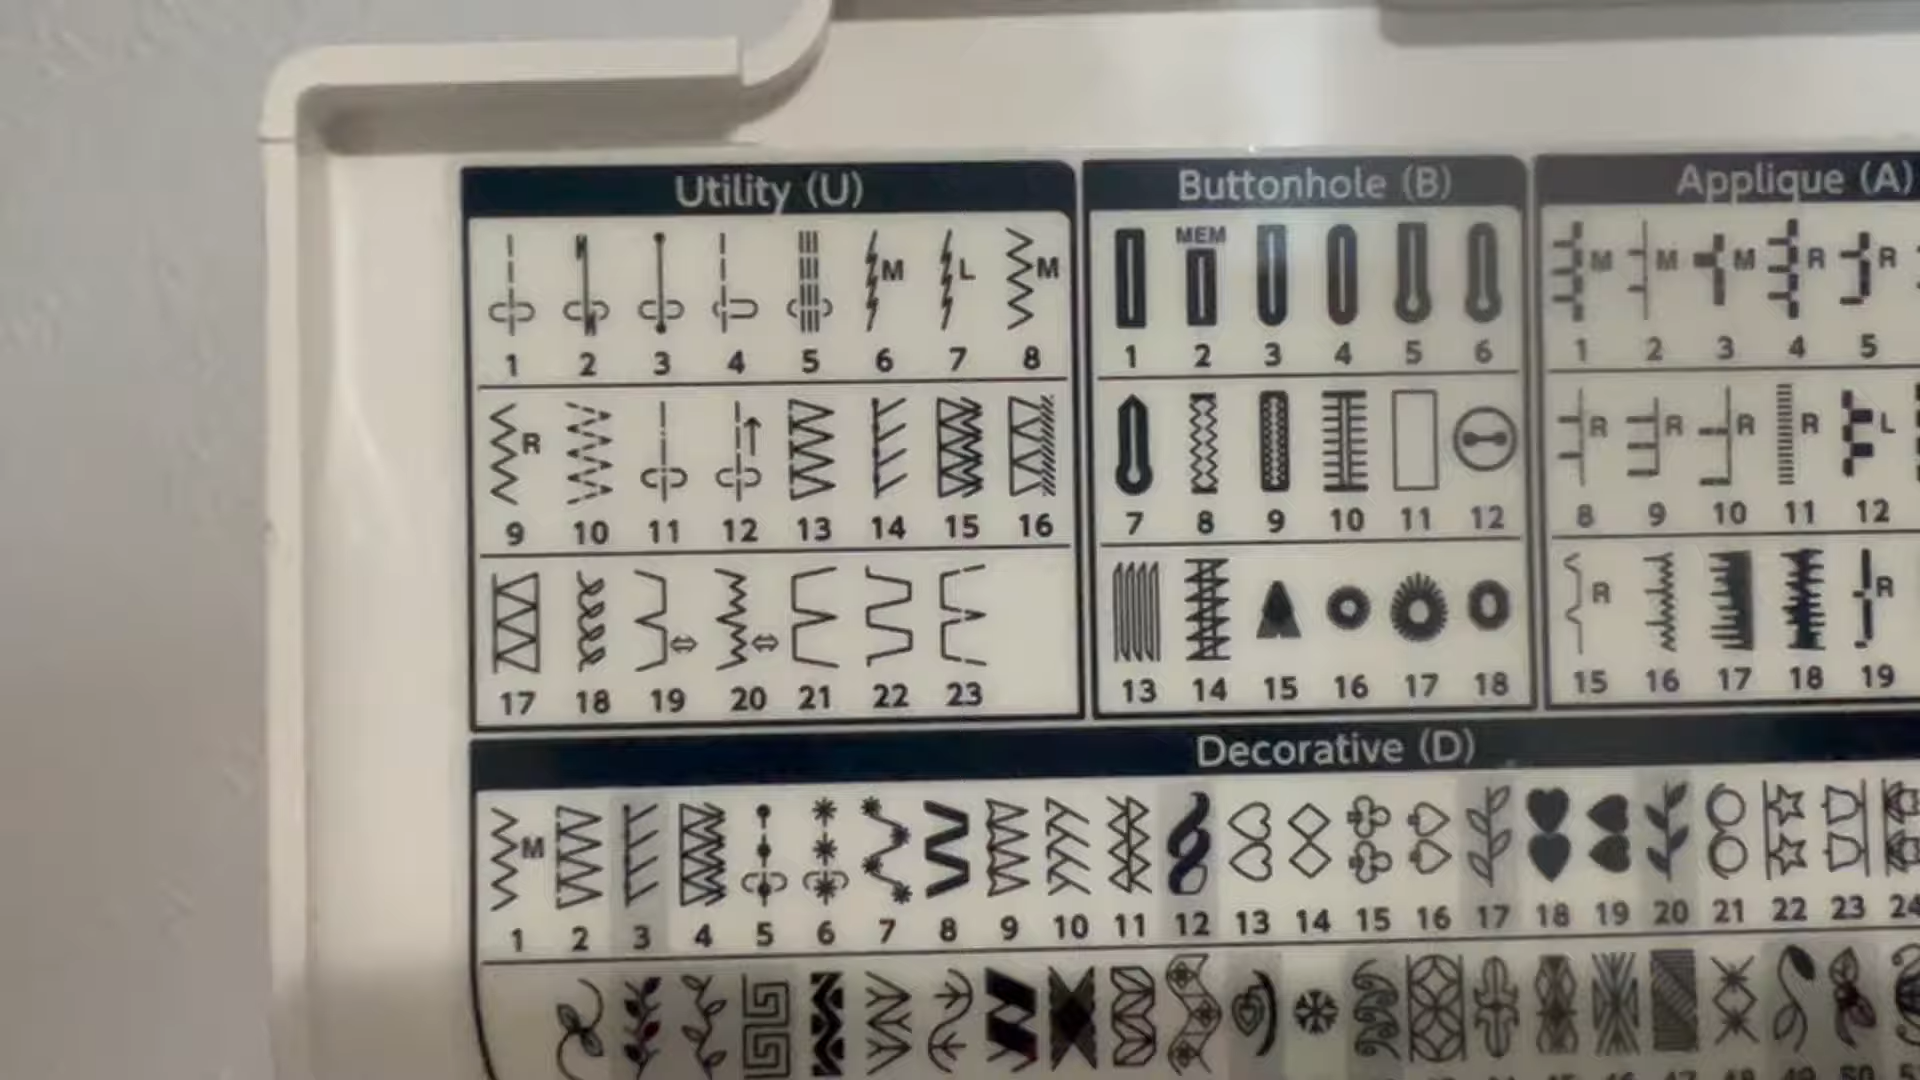 Utility (U) Buttonhole (B) Applique (A)
M L M MEM M M M R R
1 2 3 4 5 6 7 8 1 2 3 4 5 6 1 2 3 4 5
R R R R R L
9 10 11 12 13 14 15 16 7 8 9 10 11 12 8 9 10 11 12
R R
17 18 19 20 21 22 23 13 14 15 16 17 18 15 16 17 18 19
Decorative (D)
M
1 2 3 4 5 6 7 8 9 10 11 12 13 14 15 16 17 18 19 20 21 22 23 24